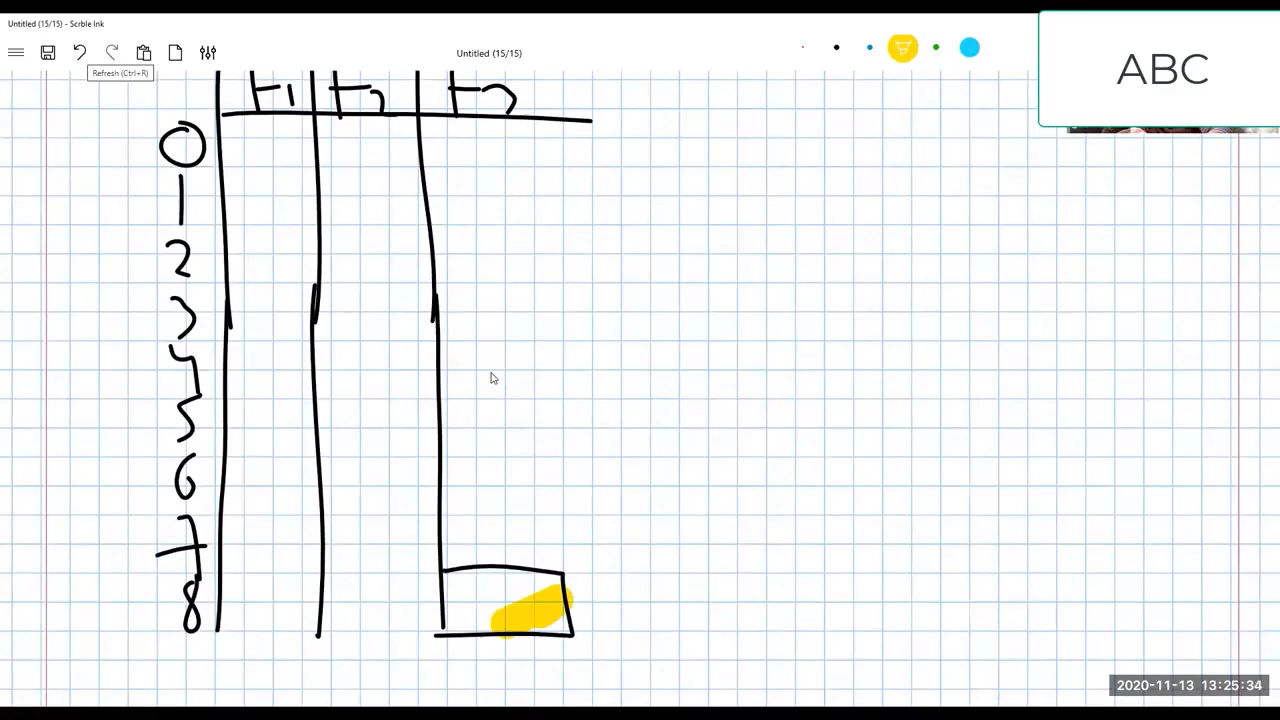 Untitled (15/15) - Scrble Ink
Untitled (15/15)
Refresh (Ctrl+R)
ABC
t1 t2 t3
0
1
2
3
4
5
6
7
8
2020-11-13 13:25:34